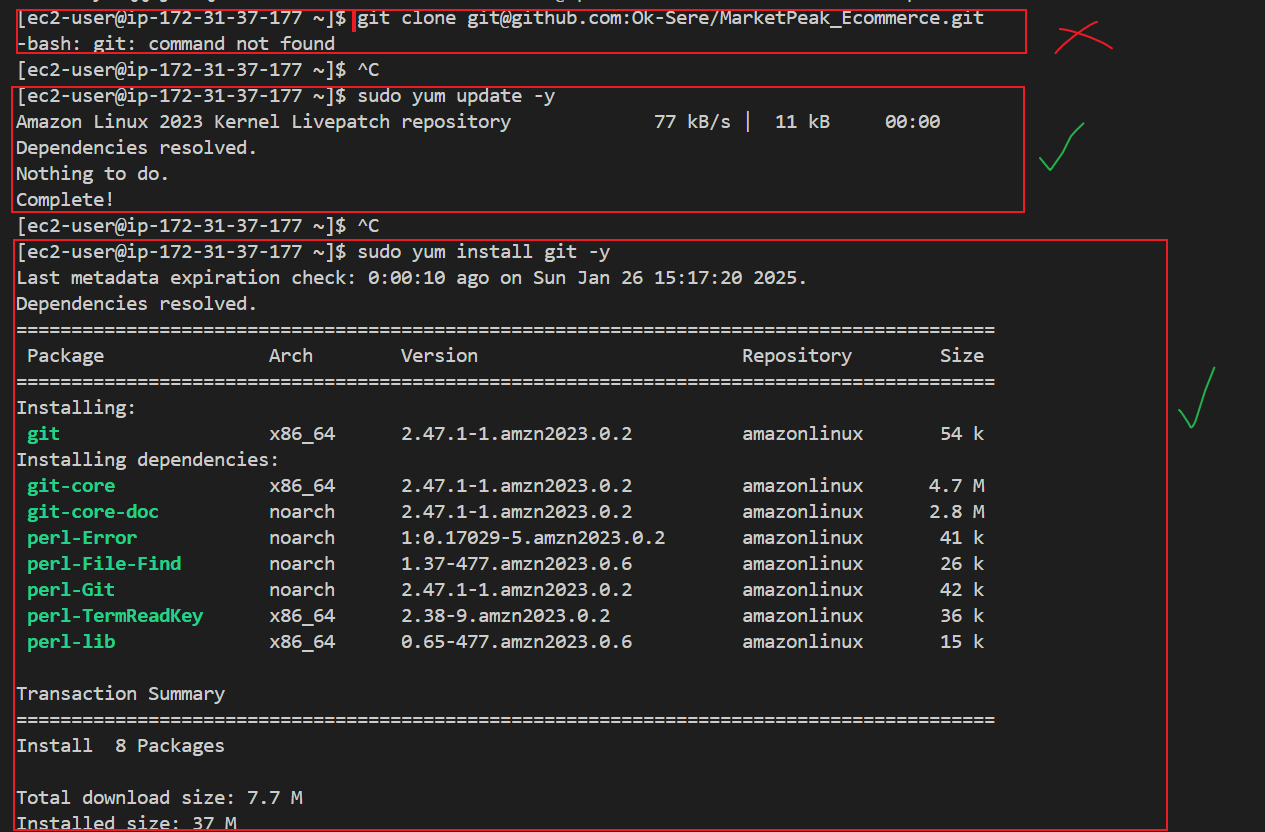 [ec2-user@ip-172-31-37-177 ~]$ git clone git@github.com:Ok-Sere/MarketPeak_Ecommerce.git
-bash: git: command not found
[ec2-user@ip-172-31-37-177 ~]$ ^C
[ec2-user@ip-172-31-37-177 ~]$ sudo yum update -y
Amazon Linux 2023 Kernel Livepatch repository 77 kB/s | 11 kB 00:00
Dependencies resolved.
Nothing to do.
Complete!
[ec2-user@ip-172-31-37-177 ~]$ ^C
[ec2-user@ip-172-31-37-177 ~]$ sudo yum install git -y
Last metadata expiration check: 0:00:10 ago on Sun Jan 26 15:17:20 2025.
Dependencies resolved.
=========================================================================================
Package Arch Version Repository Size
=========================================================================================
Installing:
git x86_64 2.47.1-1.amzn2023.0.2 amazonlinux 54 k
Installing dependencies:
git-core x86_64 2.47.1-1.amzn2023.0.2 amazonlinux 4.7 M
git-core-doc noarch 2.47.1-1.amzn2023.0.2 amazonlinux 2.8 M
perl-Error noarch 1:0.17029-5.amzn2023.0.2 amazonlinux 41 k
perl-File-Find noarch 1.37-477.amzn2023.0.6 amazonlinux 26 k
perl-Git noarch 2.47.1-1.amzn2023.0.2 amazonlinux 42 k
perl-TermReadKey x86_64 2.38-9.amzn2023.0.2 amazonlinux 36 k
perl-lib x86_64 0.65-477.amzn2023.0.6 amazonlinux 15 k
Transaction Summary
=========================================================================================
Install 8 Packages
Total download size: 7.7 M
Installed size: 37 M